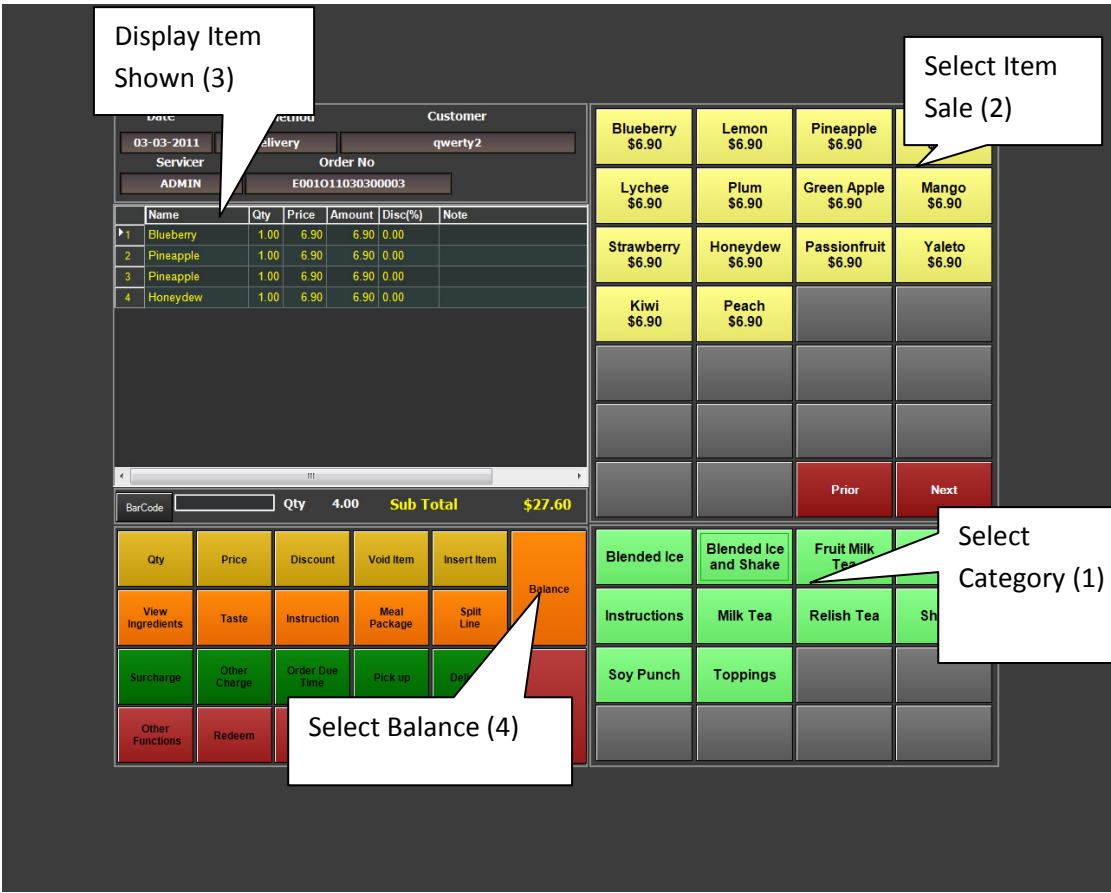 Display Item
Shown (3)
Select Item
Sale (2)
Customer
03-03-2011
qwerty2
Servicer
Order No
ADMIN
E001O11030300003
Name Qty Price Amount Disc(%) Note
1 Blueberry 1.00 6.90 6.90 0.00
2 Pineapple 1.00 6.90 6.90 0.00
3 Pineapple 1.00 6.90 6.90 0.00
4 Honeydew 1.00 6.90 6.90 0.00
BarCode Qty 4.00 Sub Total $27.60
Blueberry
$6.90
Lemon
$6.90
Pineapple
$6.90
Lychee
$6.90
Plum
$6.90
Green Apple
$6.90
Mango
$6.90
Strawberry
$6.90
Honeydew
$6.90
Passionfruit
$6.90
Yaleto
$6.90
Kiwi
$6.90
Peach
$6.90
Prior
Next
Qty
Price
Discount
Void Item
Insert Item
Balance
View
Ingredients
Taste
Instruction
Meal
Package
Split
Line
Surcharge
Other
Charge
Order Due
Time
Pick up
Other
Functions
Redeem
Select Balance (4)
Blended Ice
Blended Ice
and Shake
Fruit Milk
Select
Category (1)
Instructions
Milk Tea
Relish Tea
Soy Punch
Toppings